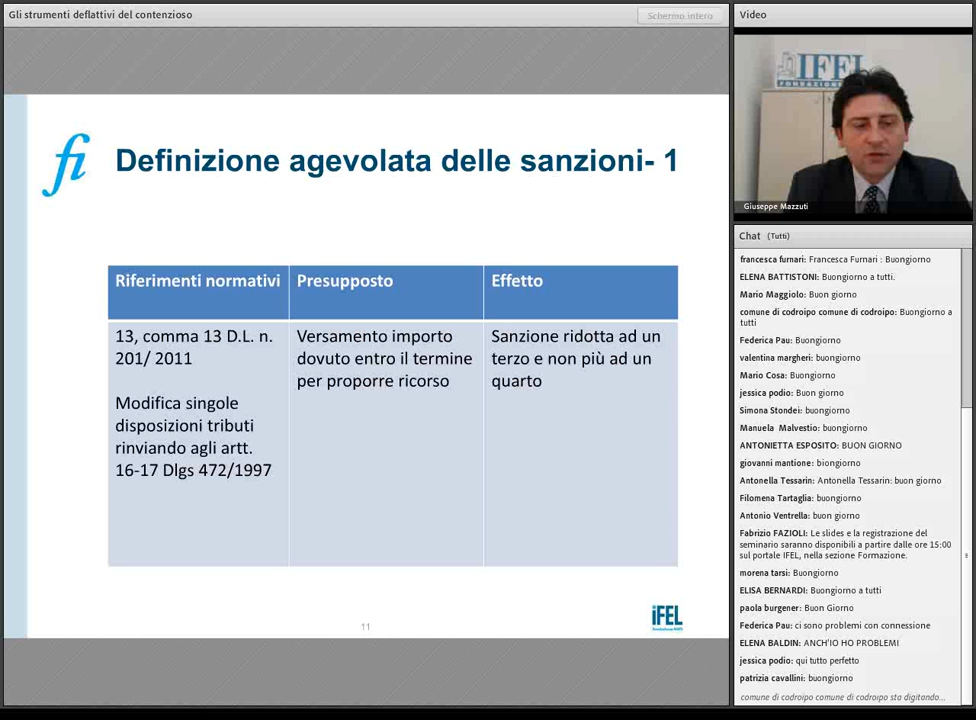 Gli strumenti deflattivi del contenzioso
Schermo intero
fi
Definizione agevolata delle sanzioni- 1
Riferimenti normativi
Presupposto
Effetto
13, comma 13 D.L. n.
201/ 2011
Modifica singole
disposizioni tributi
rinviando agli artt.
16-17 Dlgs 472/1997
Versamento importo
dovuto entro il termine
per proporre ricorso
Sanzione ridotta ad un
terzo e non più ad un
quarto
11
iFEL
Video
IFEL
Giuseppe Mazzuti
Chat (Tutti)
francesca furnari: Francesca Furnari : Buongiorno
ELENA BATTISTONI: Buongiorno a tutti.
Mario Maggiolo: Buon giorno
comune di codroipo comune di codroipo: Buongiorno a
tutti
Federica Pau: Buongiorno
valentina margheri: buongiorno
Mario Cosa: Buongiorno
jessica podio: Buon giorno
Simona Stondei: buongiorno
Manuela Malvestio: buongiorno
ANTONIETTA ESPOSITO: BUON GIORNO
giovanni mantione: biongiorno
Antonella Tessarin: Antonella Tessarin: buon giorno
Filomena Tartaglia: buongiorno
Antonio Ventrella: buon giorno
Fabrizio FAZIOLI: Le slides e la registrazione del
seminario saranno disponibili a partire dalle ore 15:00
sul portale IFEL, nella sezione Formazione.
morena tarsi: Buongiorno
ELISA BERNARDI: Buongiorno a tutti
paola burgener: Buon Giorno
Federica Pau: ci sono problemi con connessione
ELENA BALDIN: ANCH'IO HO PROBLEMI
jessica podio: qui tutto perfetto
patrizia cavallini: buongiorno
comune di codroipo comune di codroipo sta digitando...